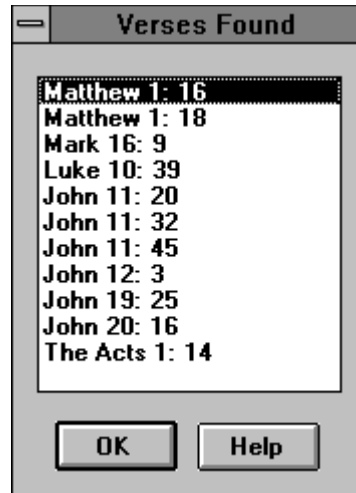 Verses Found
Matthew 1: 16
Matthew 1: 18
Mark 16: 9
Luke 10: 39
John 11: 20
John 11: 32
John 11: 45
John 12: 3
John 19: 25
John 20: 16
The Acts 1: 14
OK Help